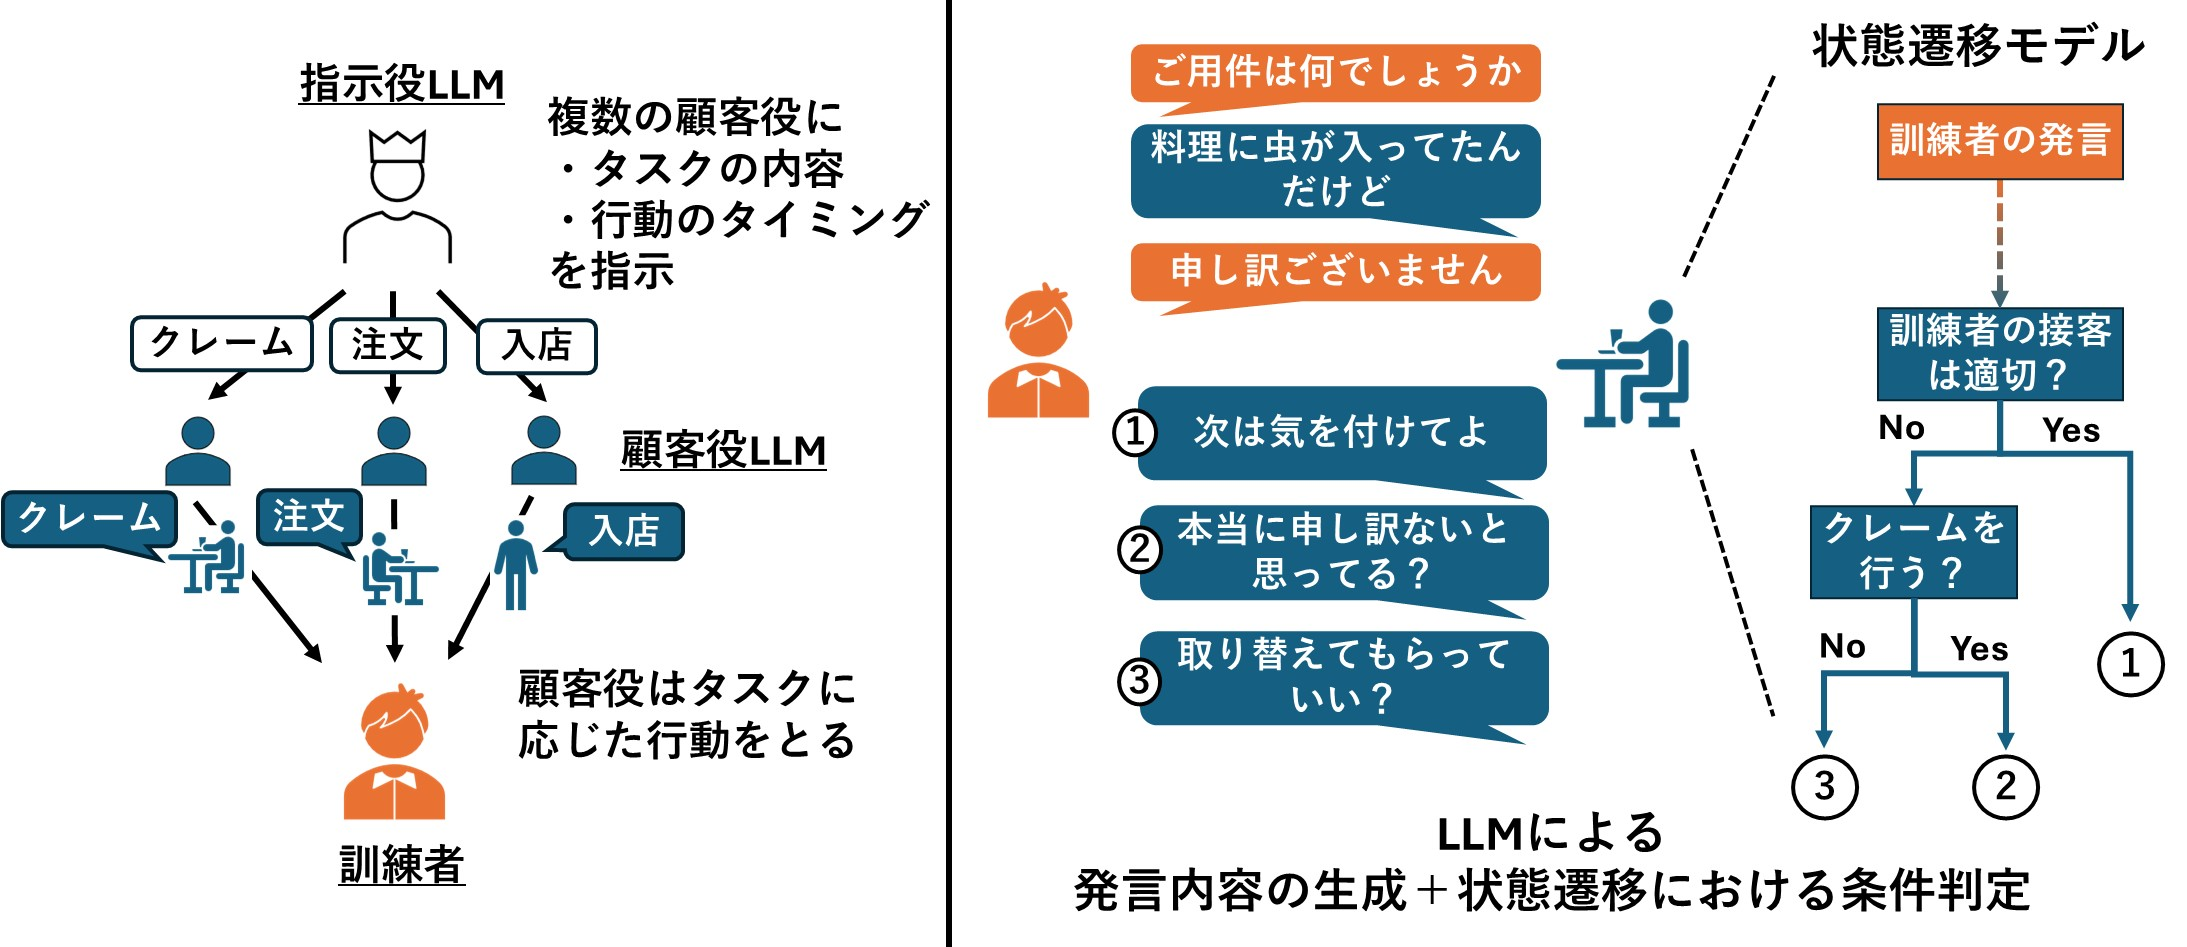 指示役LLM
複数の顧客役に
・タスクの内容
・行動のタイミング
を指示
クレーム
注文
入店
顧客役LLM
クレーム
注文
入店
顧客役はタスクに
応じた行動をとる
訓練者
ご用件は何でしょうか
料理に虫が入ってたん
だけど
申し訳ございません
① 次は気を付けてよ
② 本当に申し訳ないと
思ってる？
③ 取り替えてもらって
いい？
状態遷移モデル
訓練者の発言
訓練者の接客
は適切？
No
Yes
クレームを
行う？
No
Yes
①
③
②
LLMによる
発言内容の生成＋状態遷移における条件判定